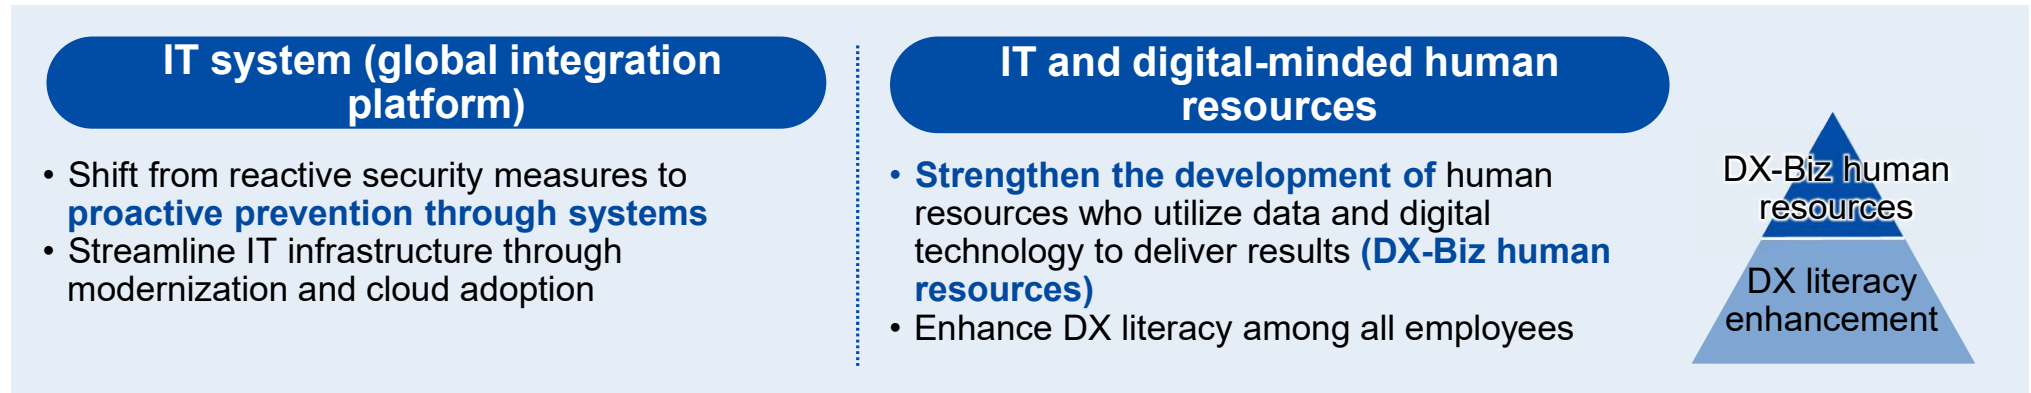 IT system (global integration
platform)
• Shift from reactive security measures to
proactive prevention through systems
• Streamline IT infrastructure through
modernization and cloud adoption
IT and digital-minded human
resources
• Strengthen the development of human
resources who utilize data and digital
technology to deliver results (DX-Biz human
resources)
• Enhance DX literacy among all employees
DX-Biz human
resources
DX literacy
enhancement